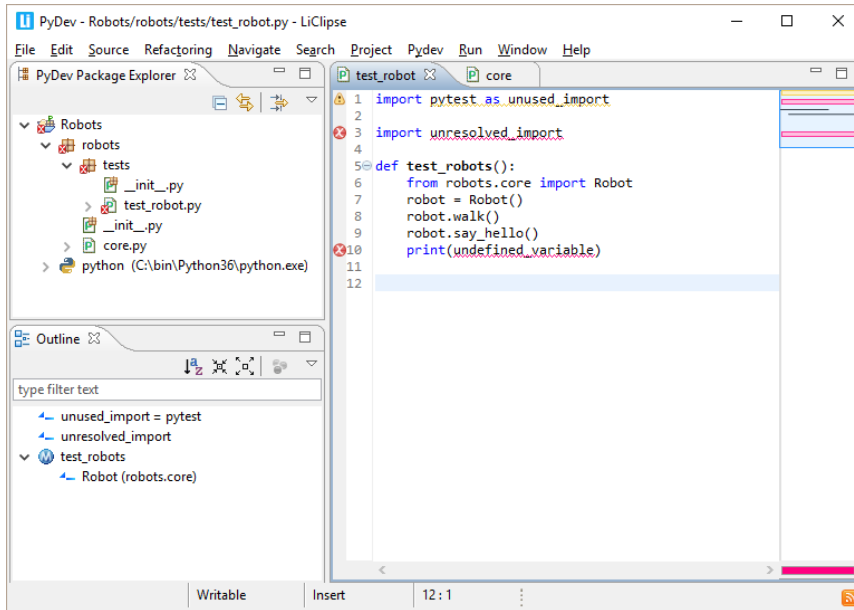 PyDev - Robots/robots/tests/test_robot.py - LiClipse
File Edit Source Refactoring Navigate Search Project Pydev Run Window Help
PyDev Package Explorer
Robots
robots
tests
__init__.py
test_robot.py
__init__.py
core.py
python (C:\bin\Python36\python.exe)
Outline
type filter text
unused_import = pytest
unresolved_import
test_robots
Robot (robots.core)
test_robot core
1 import pytest as unused_import
2
3 import unresolved_import
4
5 def test_robots():
6     from robots.core import Robot
7     robot = Robot()
8     robot.walk()
9     robot.say_hello()
10     print(undefined_variable)
11
12
Writable Insert 12 : 1